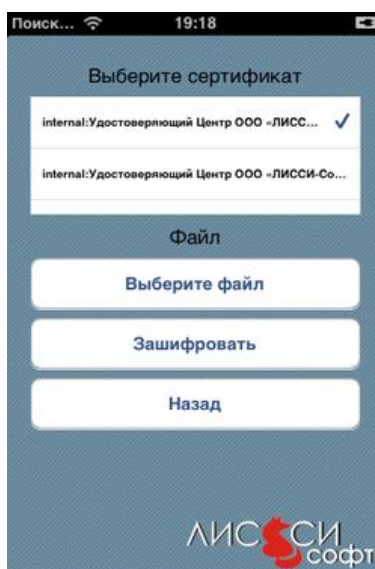 Поиск... 19:18
Выберите сертификат
internal:Удостоверяющий Центр ООО «ЛИСС...
internal:Удостоверяющий Центр ООО «ЛИССИ-Со...
Файл
Выберите файл
Зашифровать
Назад
ЛИССИ
софт